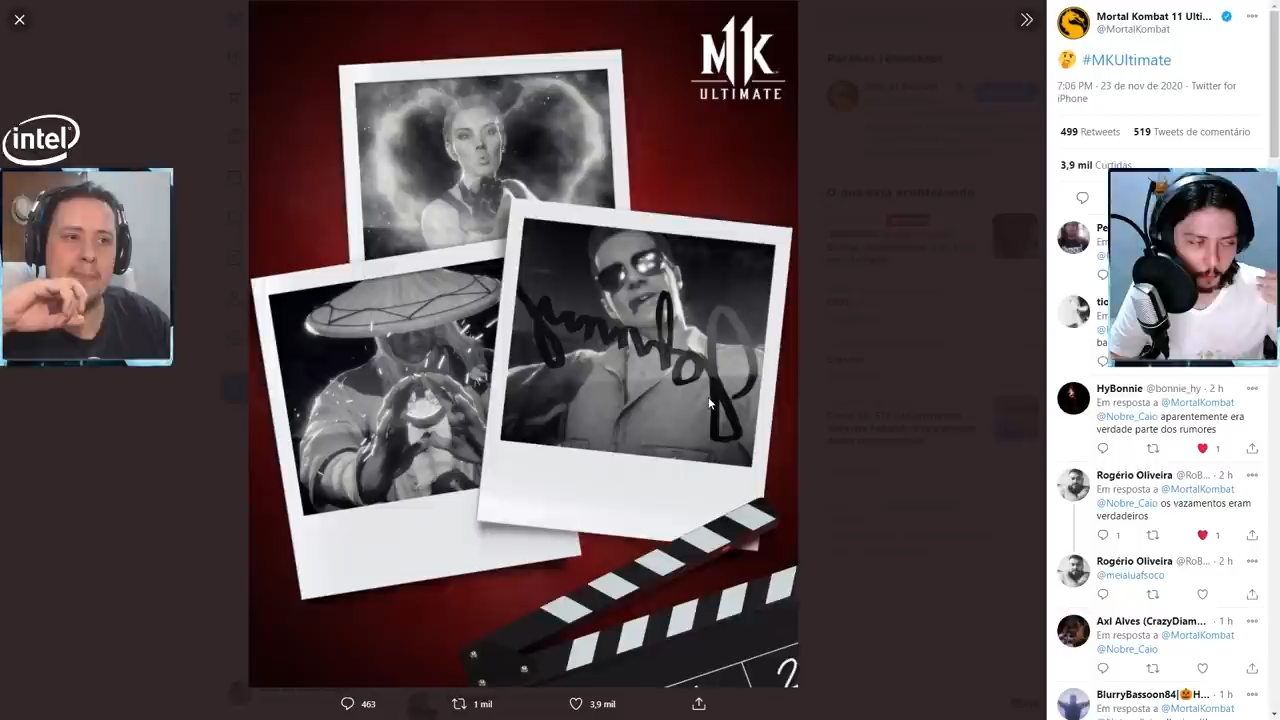 MK
ULTIMATE
intel
463
1 mil
3,9 mil
Mortal Kombat 11 Ulti...
@MortalKombat
🤔 #MKUltimate
7:06 PM · 23 de nov de 2020 · Twitter for
iPhone
499 Retweets 519 Tweets de comentário
3,9 mil Curtidas
HyBonnie @bonnie_hy · 2 h
Em resposta a @MortalKombat
@Nobre_Caio aparentemente era
verdade parte dos rumores
1
Rogério Oliveira @RoB... · 2 h
Em resposta a @MortalKombat
@Nobre_Caio os vazamentos eram
verdadeiros
1 1
Rogério Oliveira @RoB... · 2 h
@meialuafsoco
Axl Alves (CrazyDiam... · 1 h
Em resposta a @MortalKombat
@Nobre_Caio
BlurryBassoon84|🎃H... · 1 h
Em resposta a @MortalKombat